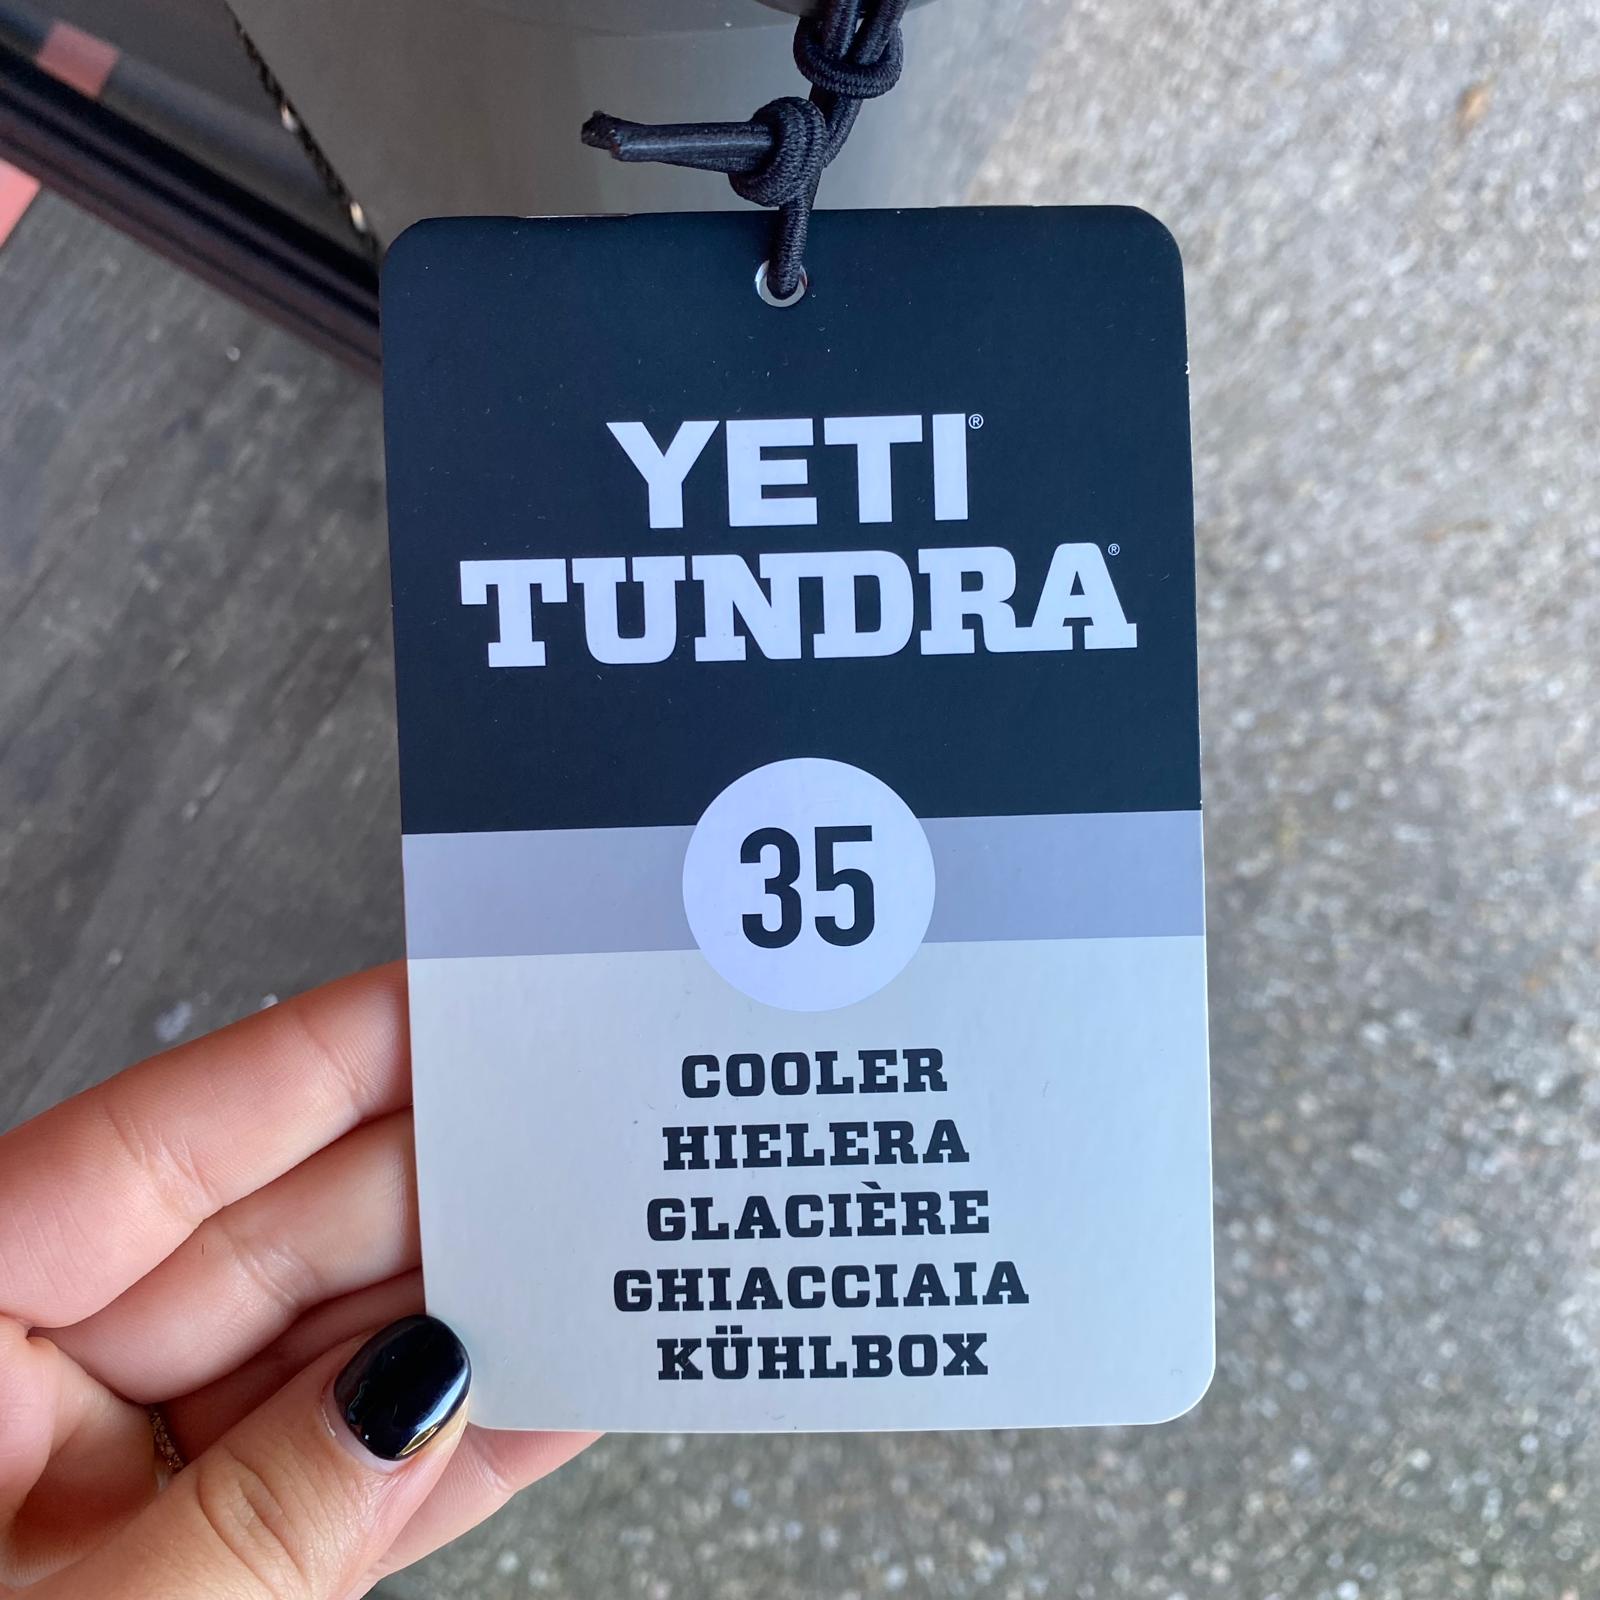 YETI®
TUNDRA®
35
COOLER
HIELERA
GLACIÈRE
GHIACCIAIA
KÜHLBOX